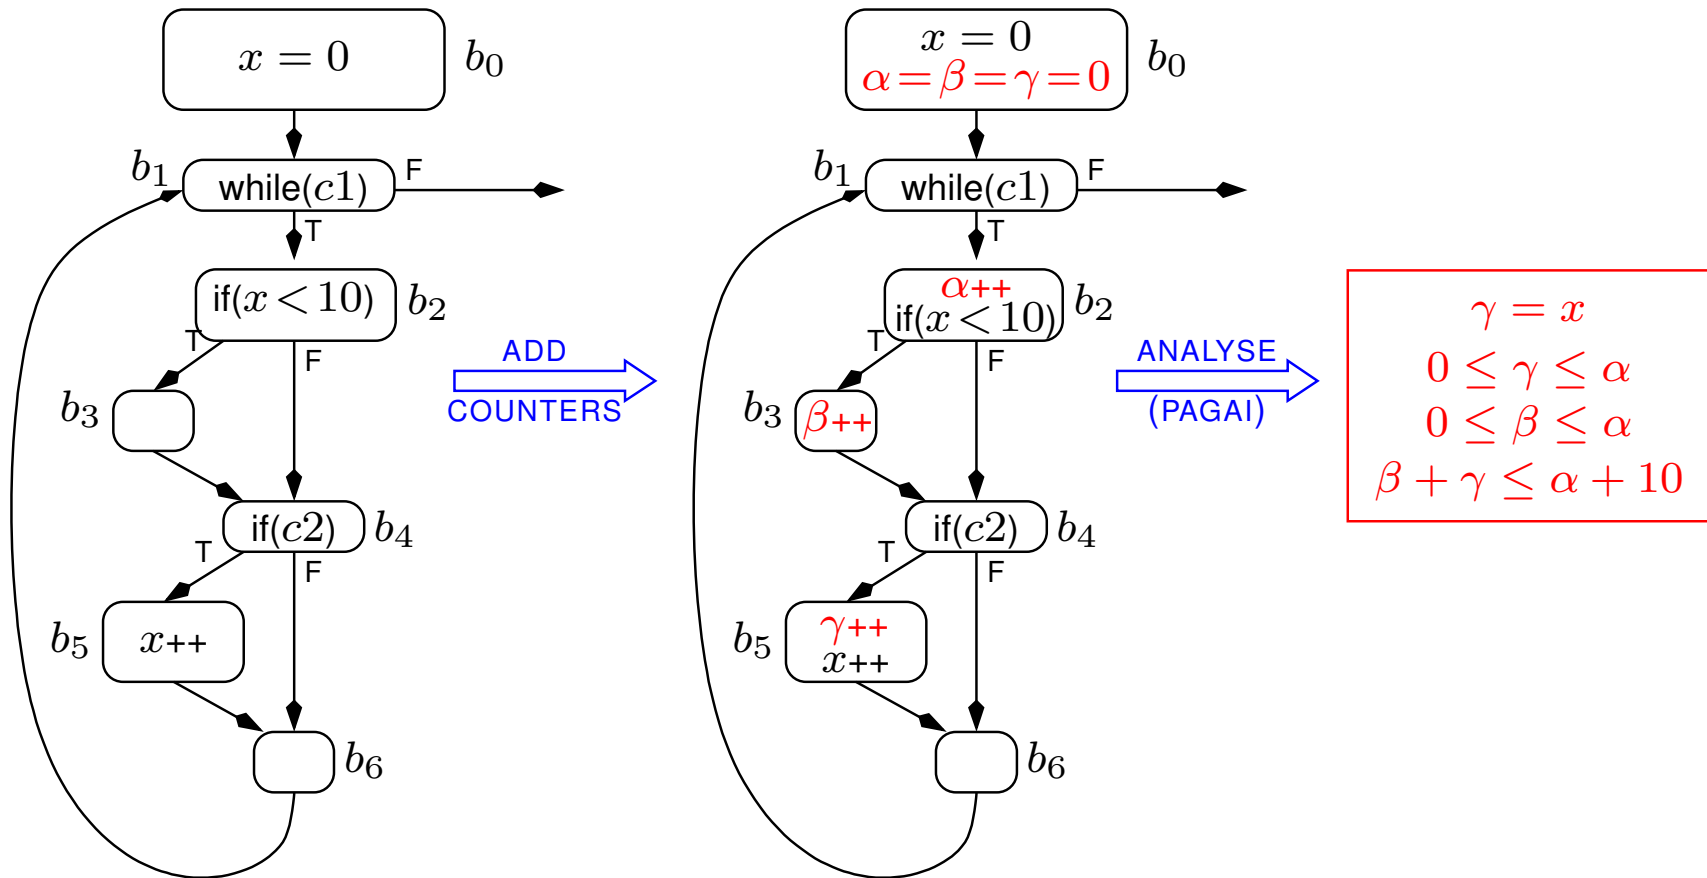 x = 0
b0
b1
while(c1)
F
T
if(x < 10)
b2
T
F
b3
if(c2)
b4
T
F
b5
x++
b6
ADD
COUNTERS
x = 0
α = β = γ = 0
b0
b1
while(c1)
F
T
α++
if(x < 10)
b2
T
F
b3
β++
if(c2)
b4
T
F
b5
γ++
x++
b6
ANALYSE
(PAGAI)
γ = x
0 ≤ γ ≤ α
0 ≤ β ≤ α
β + γ ≤ α + 10